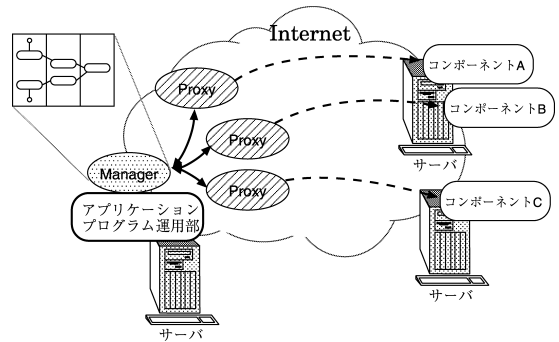 Internet
コンポーネントA
Proxy
コンポーネントB
Proxy
サーバ
Manager
Proxy
アプリケーション
プログラム運用部
コンポーネントC
サーバ
サーバ